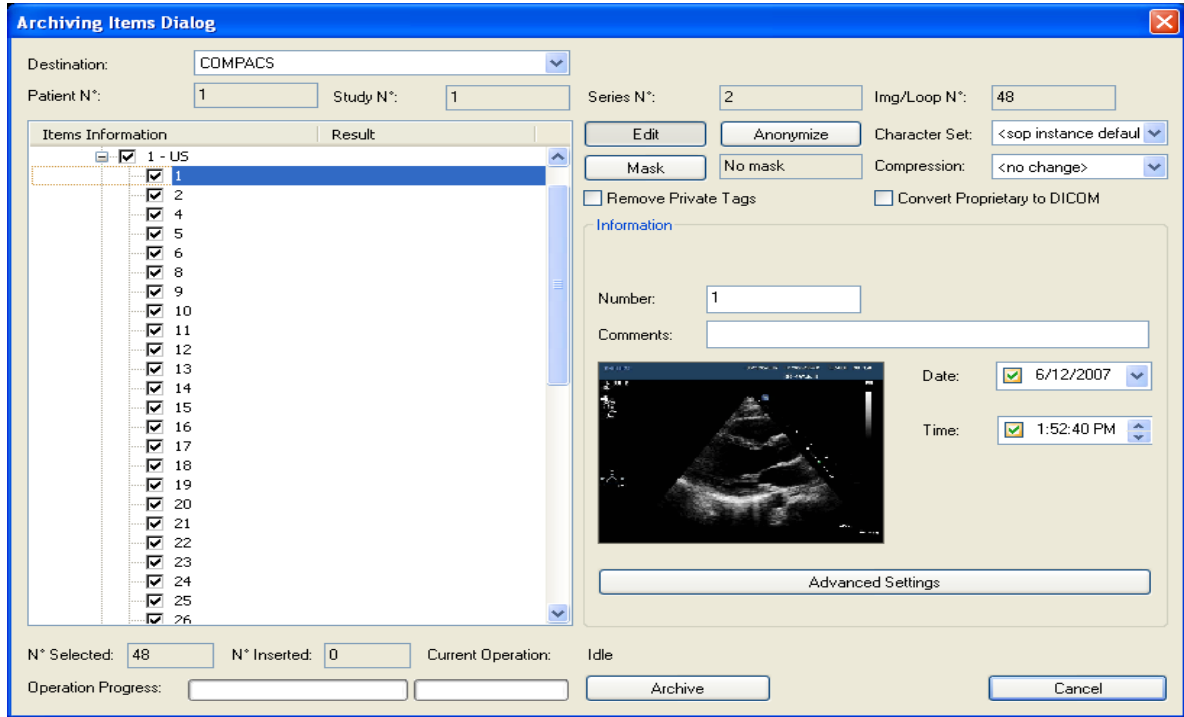 Archiving Items Dialog
Destination: COMPACS
Patient N°: 1 Study N°: 1 Series N°: 2 Img/Loop N°: 48
Items Information Result
Edit Anonymize Character Set: <sop instance defaul
Mask No mask Compression: <no change>
Remove Private Tags Convert Proprietary to DICOM
Information
1 - US
1
2
4
5
6
8
9
10
11
12
13
14
15
16
17
18
19
20
21
22
23
24
25
26
Number: 1
Comments:
Date: 6/12/2007
Time: 1:52:40 PM
Advanced Settings
N° Selected: 48 N° Inserted: 0 Current Operation: Idle
Operation Progress: Archive Cancel